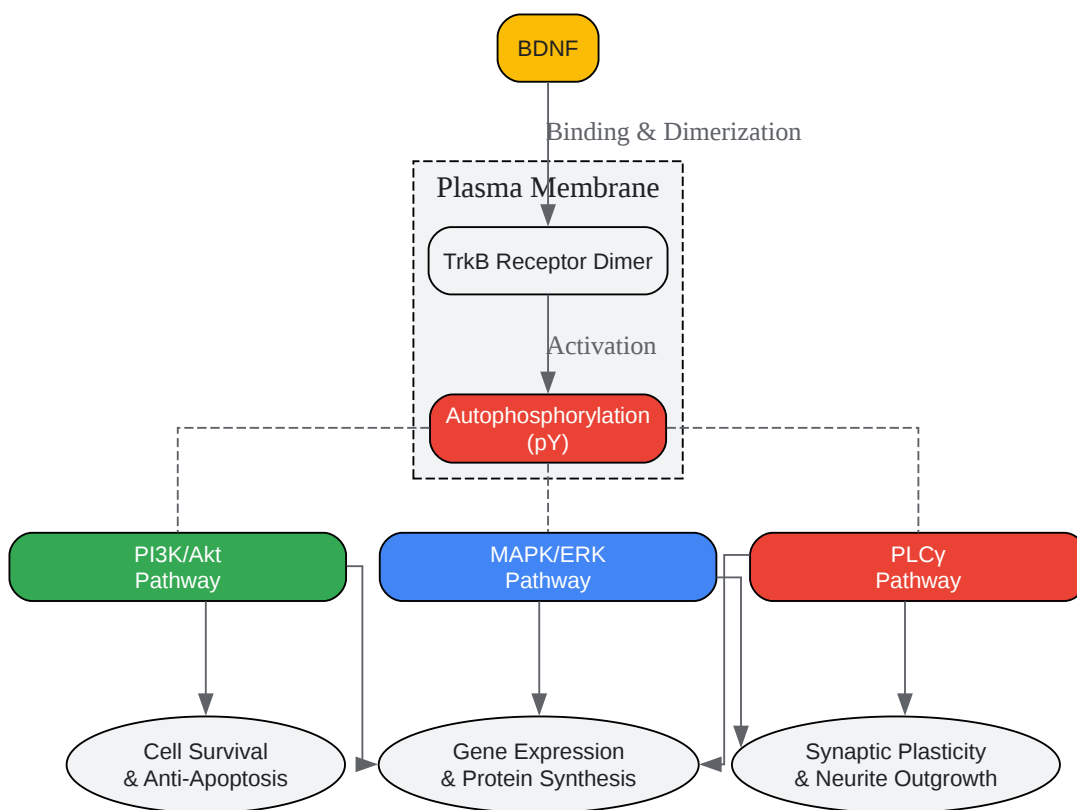 BDNF
Binding & Dimerization
Plasma Membrane
TrkB Receptor Dimer
Activation
Autophosphorylation
(pY)
PI3K/Akt
Pathway
MAPK/ERK
Pathway
PLCγ
Pathway
Cell Survival
& Anti-Apoptosis
Gene Expression
& Protein Synthesis
Synaptic Plasticity
& Neurite Outgrowth